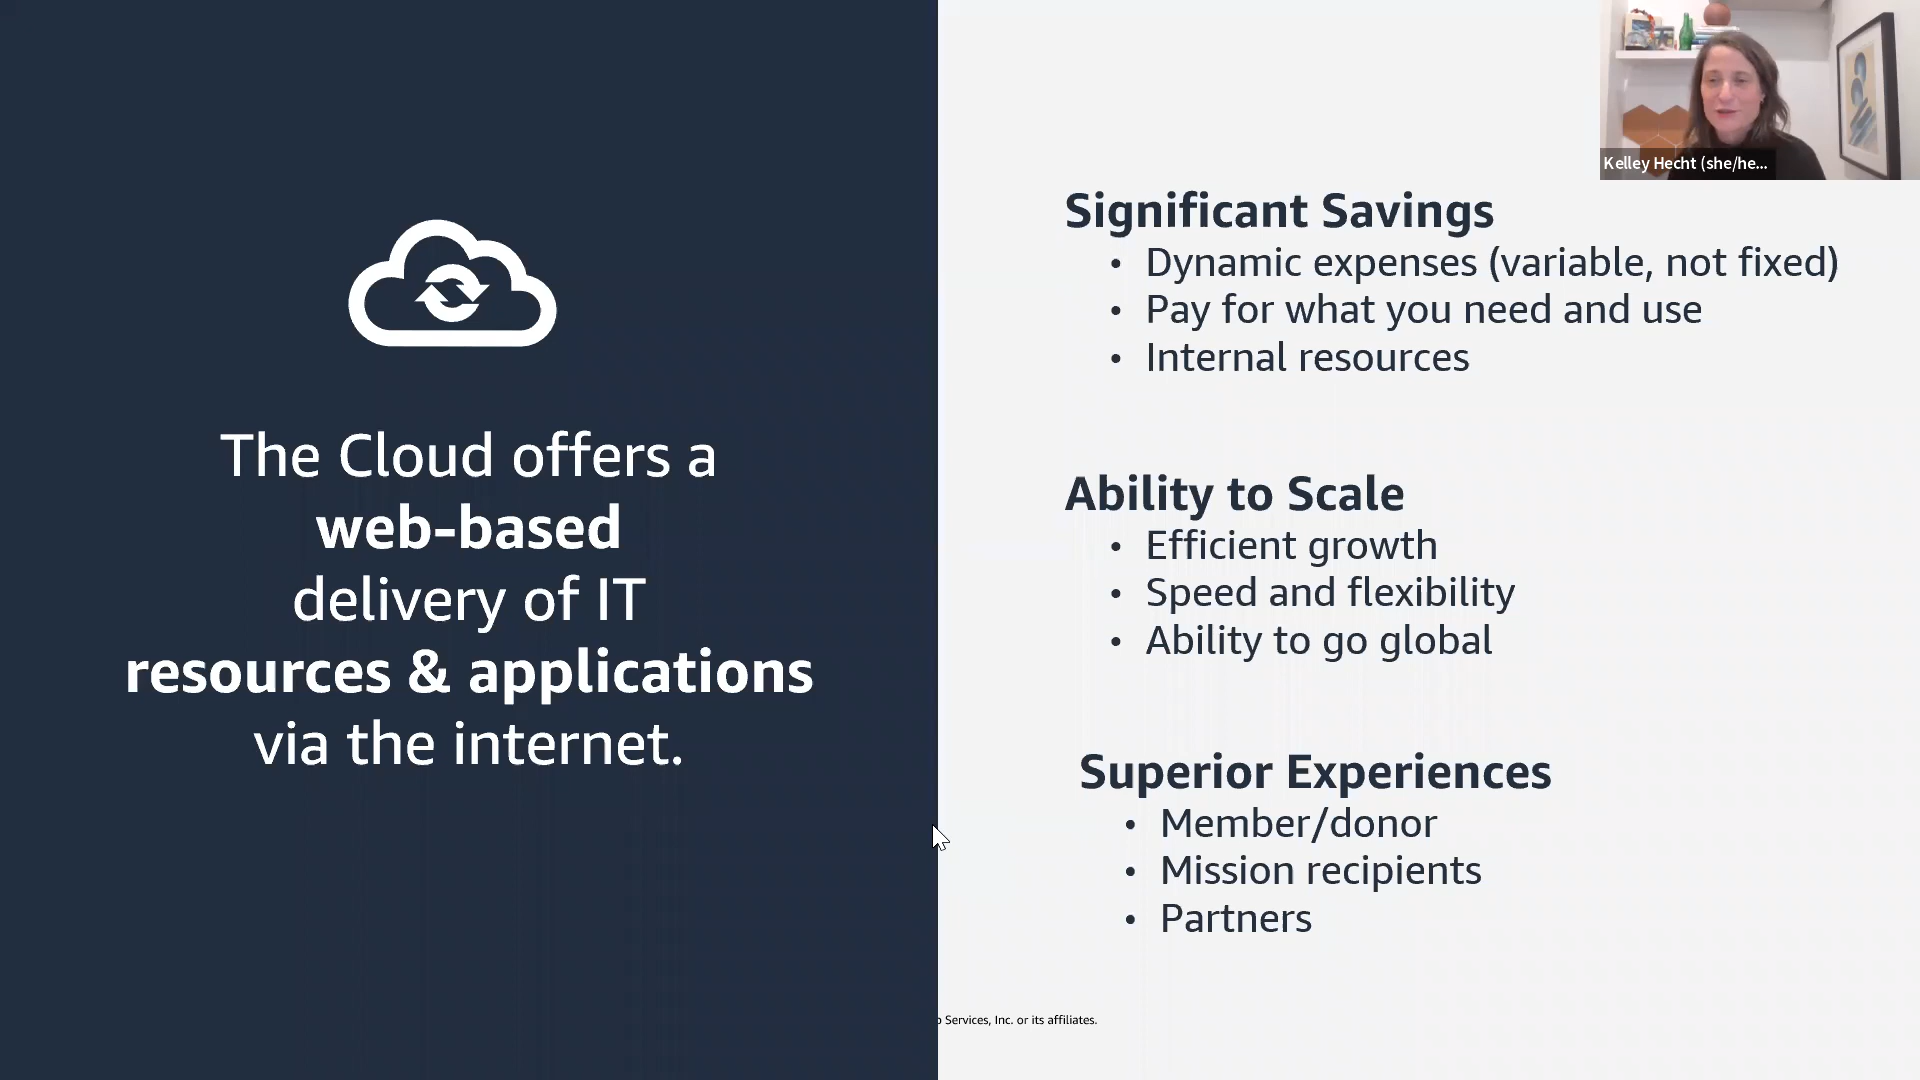 The Cloud offers a
web-based
delivery of IT
resources & applications
via the internet.
Kelley Hecht (she/he...
Significant Savings
• Dynamic expenses (variable, not fixed)
• Pay for what you need and use
• Internal resources
Ability to Scale
• Efficient growth
• Speed and flexibility
• Ability to go global
Superior Experiences
• Member/donor
• Mission recipients
• Partners
Services, Inc. or its affiliates.